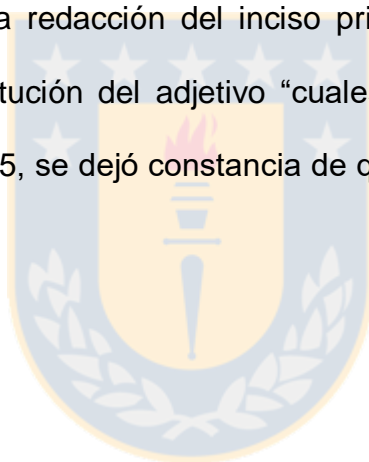 a redacción del inciso pri
tución del adjetivo “cuale
5, se dejó constancia de